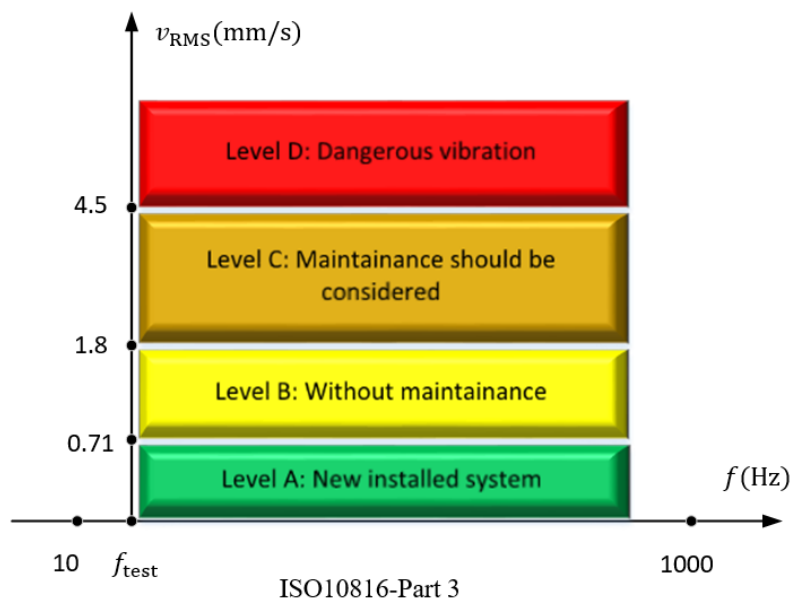 v_RMS(mm/s)
Level D: Dangerous vibration
4.5
Level C: Maintainance should be
considered
1.8
Level B: Without maintainance
0.71
Level A: New installed system
f(Hz)
10
f_test
1000
ISO10816-Part 3